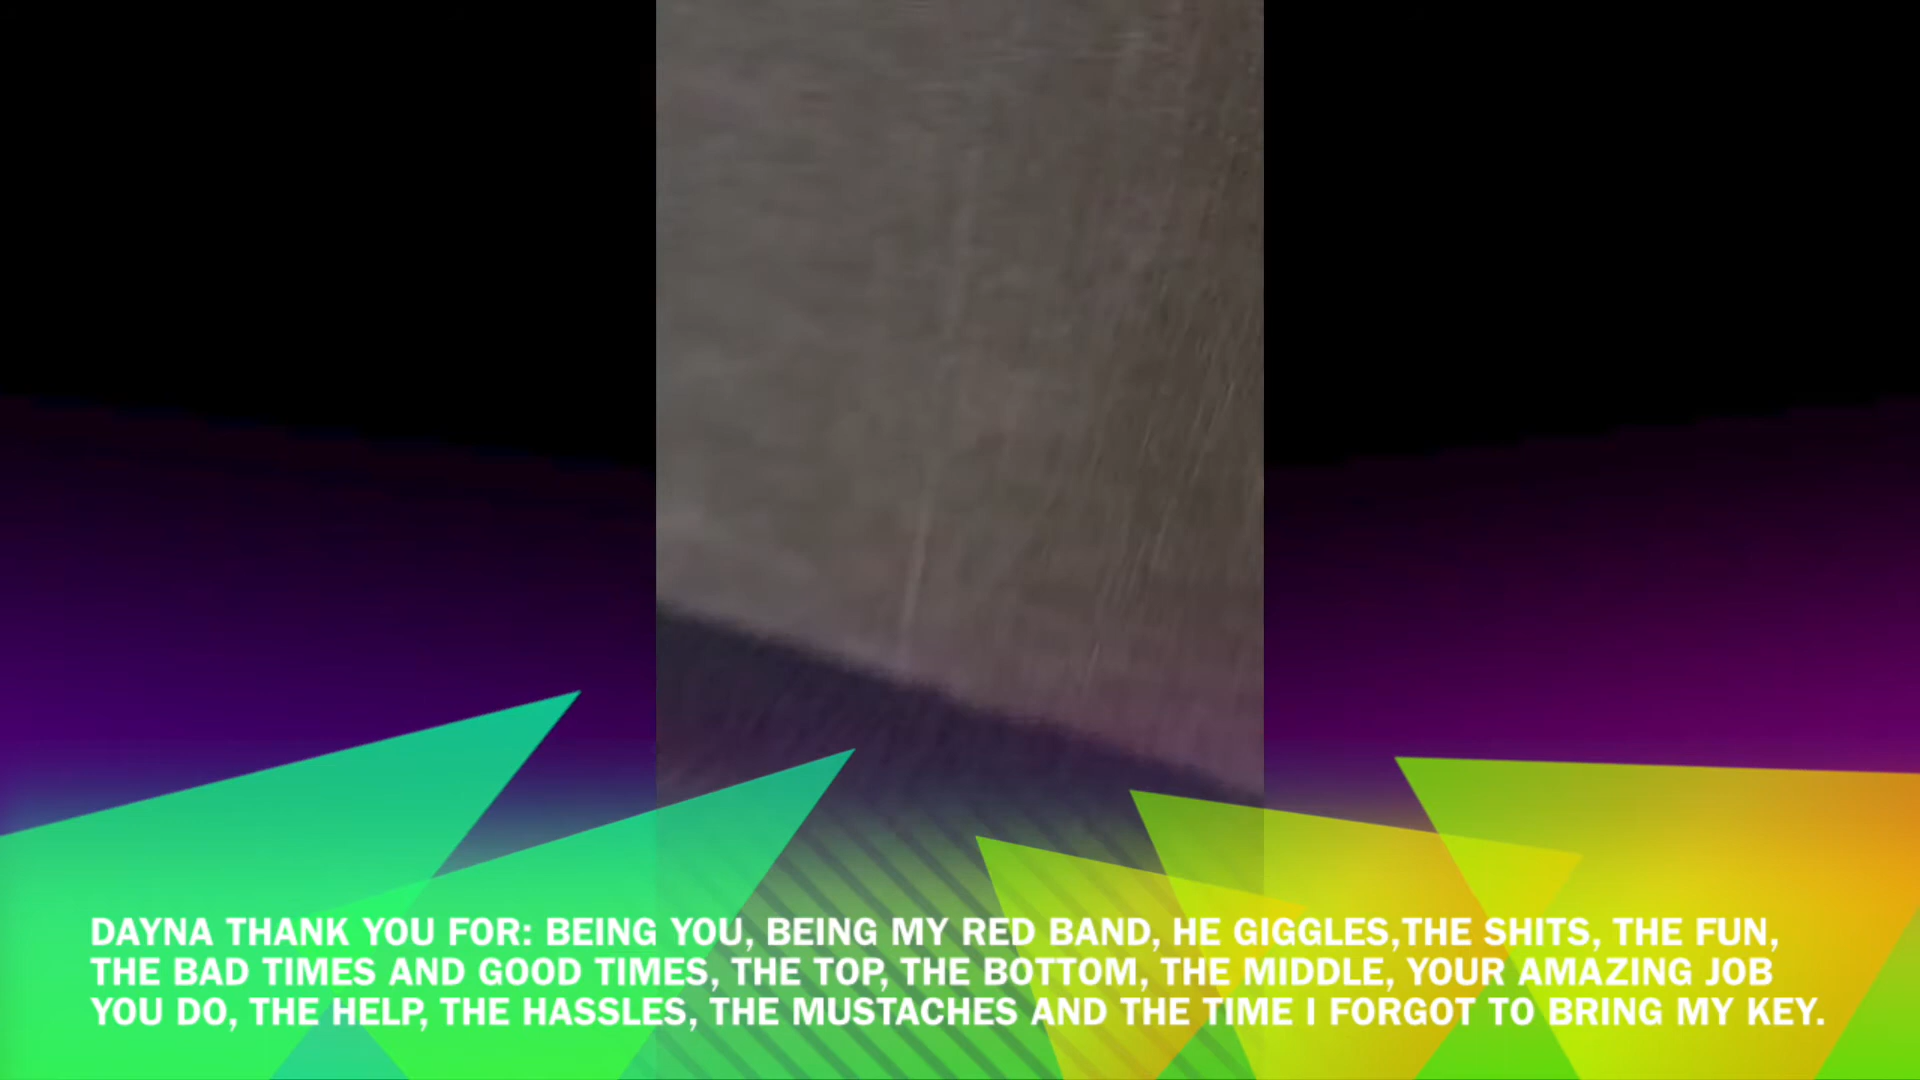 DAYNA THANK YOU FOR: BEING YOU, BEING MY RED BAND, HE GIGGLES,THE SHITS, THE FUN,
THE BAD TIMES AND GOOD TIMES, THE TOP, THE BOTTOM, THE MIDDLE, YOUR AMAZING JOB
YOU DO, THE HELP, THE HASSLES, THE MUSTACHES AND THE TIME I FORGOT TO BRING MY KEY.